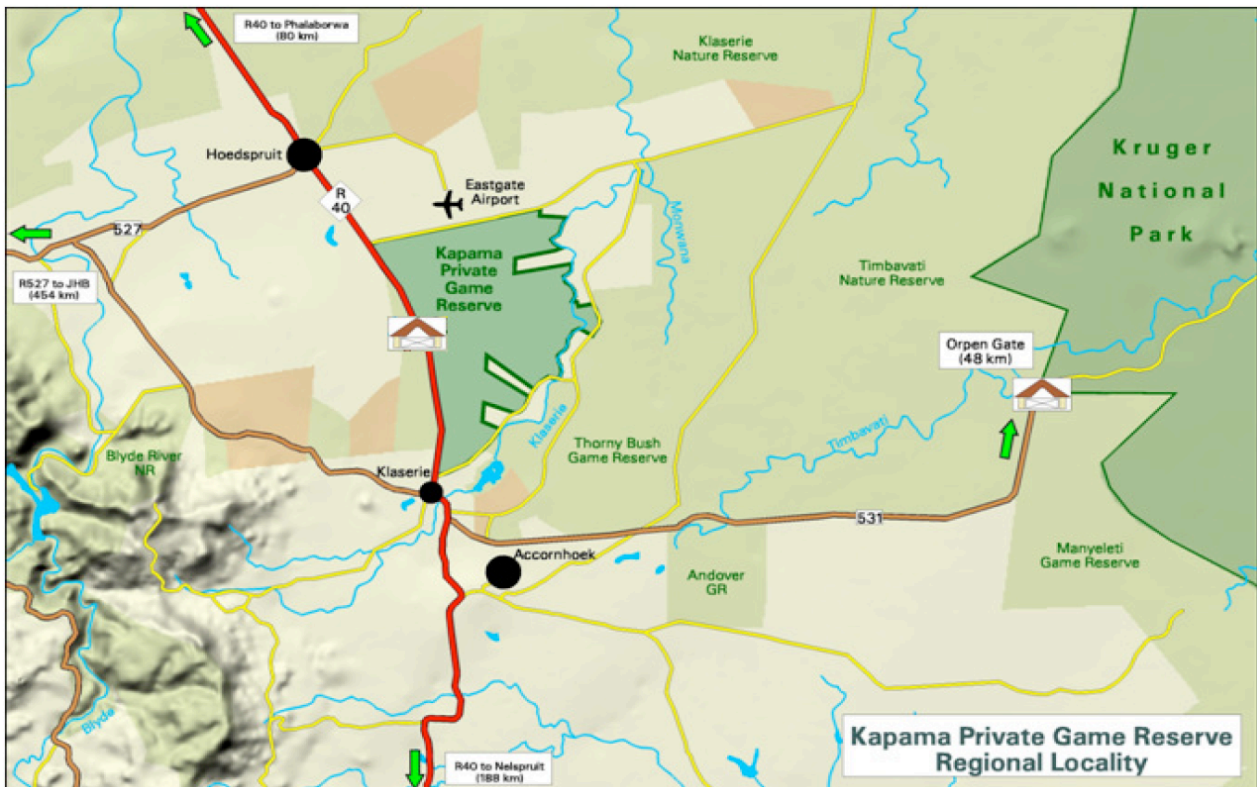 R40 to Phalaborwa
(80 km)
Klaserie
Nature Reserve
Kruger
National
Park
Hoedspruit
Eastgate
Airport
R
40
527
Monwana
Kapama
Private
Game
Reserve
Timbavati
Nature Reserve
R527 to JHB
(454 km)
Orpen Gate
(48 km)
Klaserie
Timbavati
Thorny Bush
Game Reserve
Blyde River
NR
Klaserie
531
Accornhoek
Andover
GR
Manyeleti
Game Reserve
Blyde
Kapama Private Game Reserve
Regional Locality
R40 to Nelspruit
(188 km)